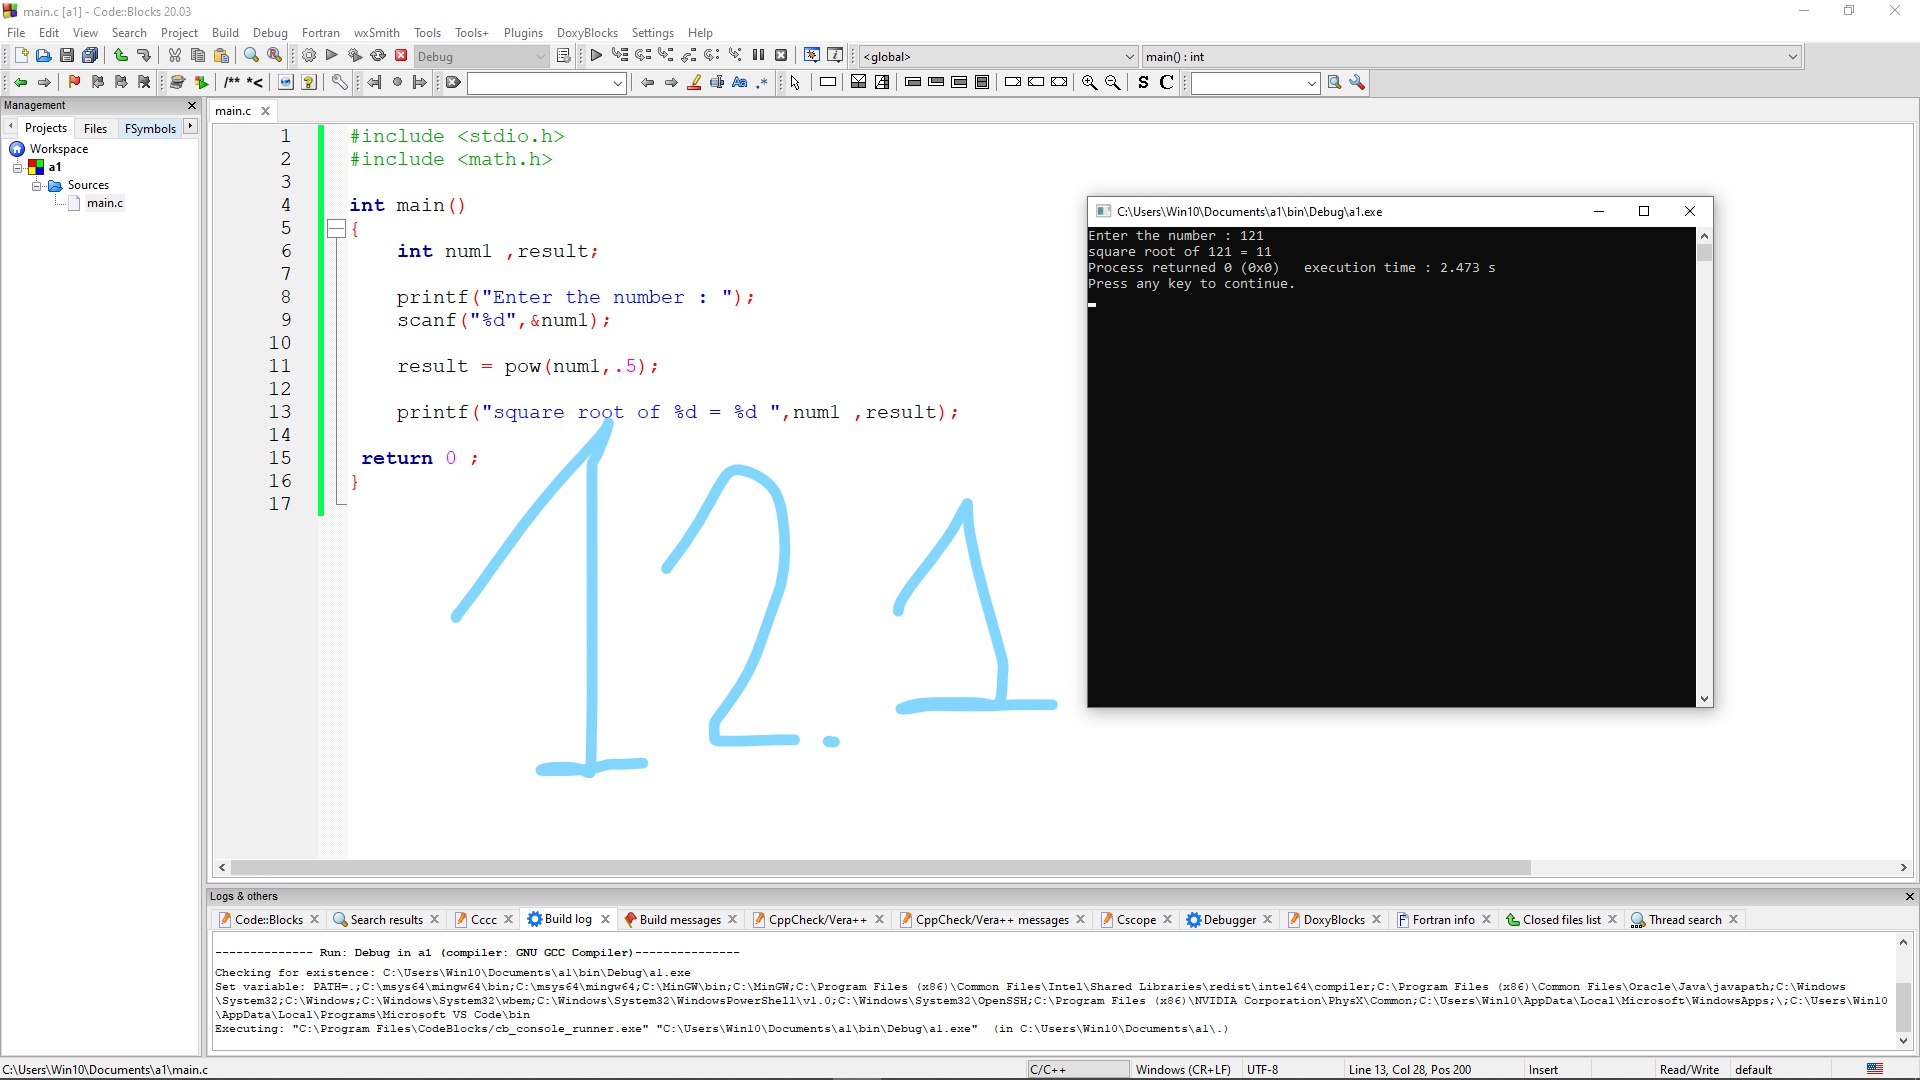 main.c [a1] - Code::Blocks 20.03
File Edit View Search Project Build Debug Fortran wxSmith Tools Tools+ Plugins DoxyBlocks Settings Help
Debug
<global>
main() : int
/** *<
Aa .*
S C
Management
Projects Files FSymbols
Workspace
a1
Sources
main.c
main.c
1 #include <stdio.h>
2 #include <math.h>
3
4 int main()
5 {
6 int num1 ,result;
7
8 printf("Enter the number : ");
9 scanf("%d",&num1);
10
11 result = pow(num1,.5);
12
13 printf("square root of %d = %d ",num1 ,result);
14
15 return 0 ;
16 }
17
12.1
C:\Users\Win10\Documents\a1\bin\Debug\a1.exe
Enter the number : 121
square root of 121 = 11
Process returned 0 (0x0) execution time : 2.473 s
Press any key to continue.
Logs & others
Code::Blocks Search results Cccc Build log Build messages CppCheck/Vera++ CppCheck/Vera++ messages Cscope Debugger DoxyBlocks Fortran info Closed files list Thread search
-------------- Run: Debug in a1 (compiler: GNU GCC Compiler)---------------
Checking for existence: C:\Users\Win10\Documents\a1\bin\Debug\a1.exe
Set variable: PATH=.;C:\msys64\mingw64\bin;C:\msys64\mingw64;C:\MinGW\bin;C:\MinGW;C:\Program Files (x86)\Common Files\Intel\Shared Libraries\redist\intel64\compiler;C:\Program Files (x86)\Common Files\Oracle\Java\javapath;C:\Windows
\System32;C:\Windows;C:\Windows\System32\wbem;C:\Windows\System32\WindowsPowerShell\v1.0;C:\Windows\System32\OpenSSH;C:\Program Files (x86)\NVIDIA Corporation\PhysX\Common;C:\Users\Win10\AppData\Local\Microsoft\WindowsApps;\;C:\Users\Win10
\AppData\Local\Programs\Microsoft VS Code\bin
Executing: "C:\Program Files\CodeBlocks/cb_console_runner.exe" "C:\Users\Win10\Documents\a1\bin\Debug\a1.exe" (in C:\Users\Win10\Documents\a1\.)
C:\Users\Win10\Documents\a1\main.c C/C++ Windows (CR+LF) UTF-8 Line 13, Col 28, Pos 200 Insert Read/Write default